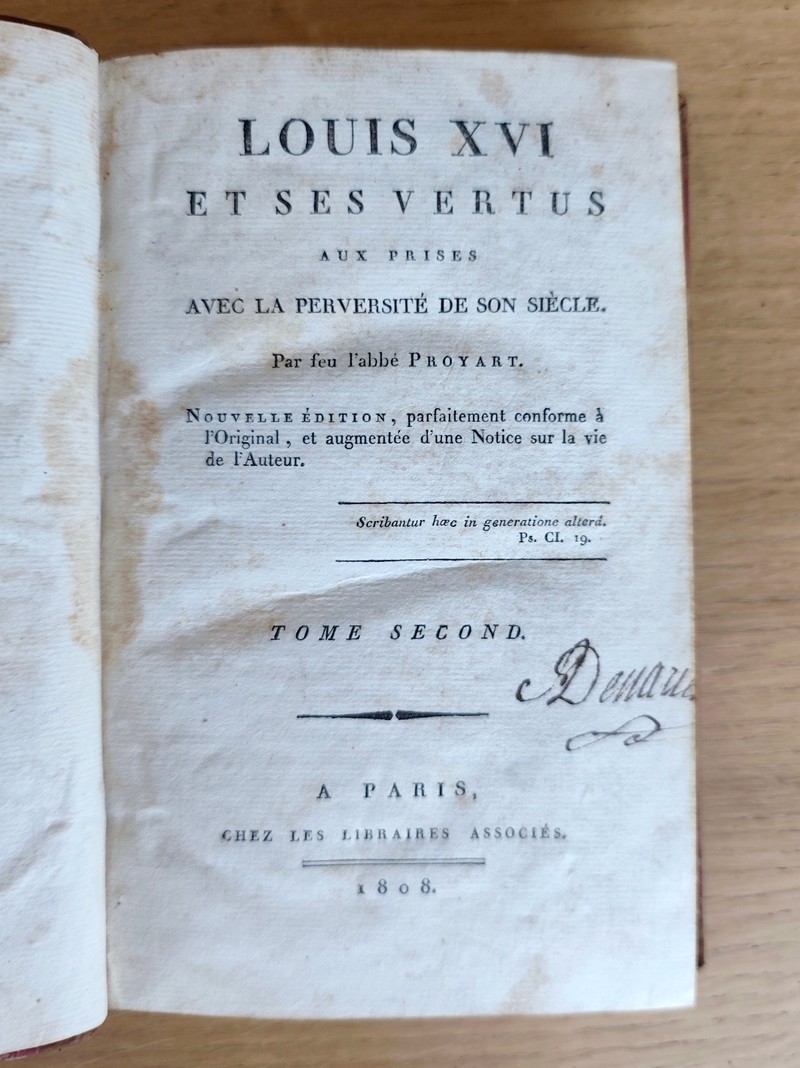 LOUIS XVI
ET SES VERTUS
AUX PRISES
AVEC LA PERVERSITÉ DE SON SIÈCLE.
Par feu l'abbé PROYART.
NOUVELLE ÉDITION, parfaitement conforme à
l'Original, et augmentée d'une Notice sur la vie
de l'Auteur.
Scribantur hæc in generatione alterâ.
Ps. CI. 19.
TOME SECOND.
A PARIS,
CHEZ LES LIBRAIRES ASSOCIÉS.
1808.